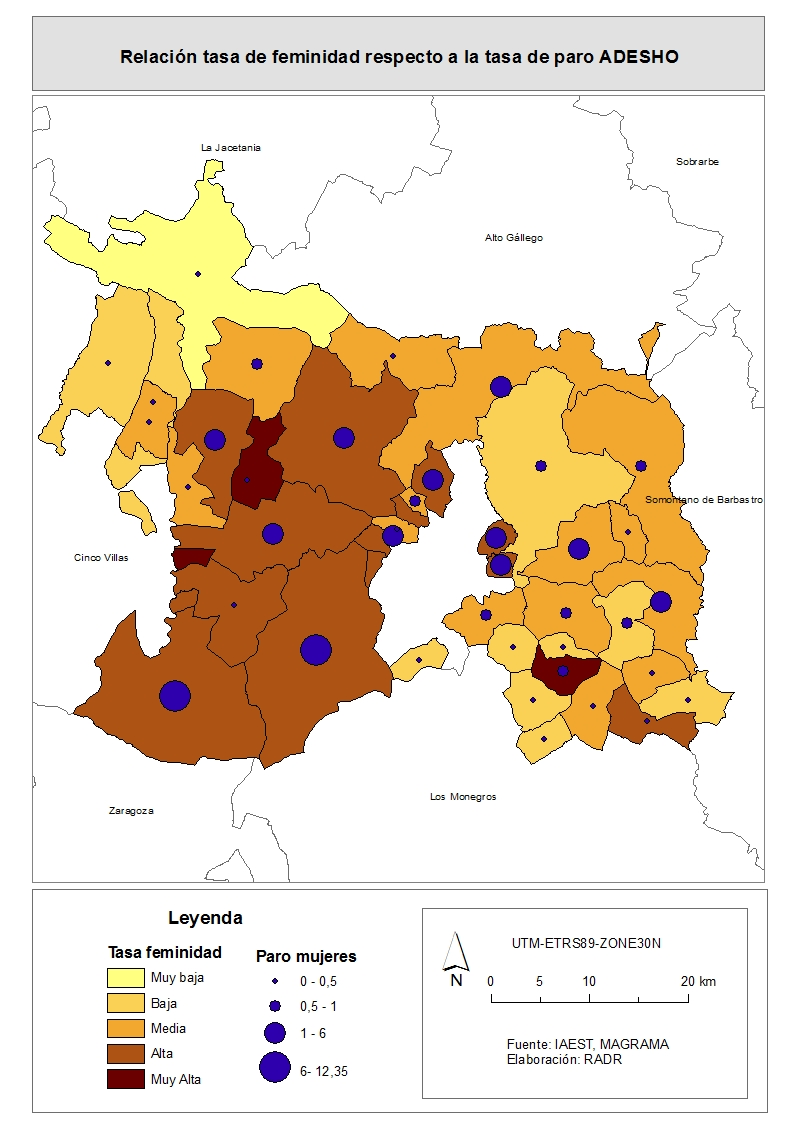 Relación tasa de feminidad respecto a la tasa de paro ADESHO
La Jacetania
Sobrarbe
Alto Gállego
Somontano de Barbastro
Cinco Villas
Los Monegros
Zaragoza
Leyenda
Tasa feminidad
Muy baja
Baja
Media
Alta
Muy Alta
Paro mujeres
0 - 0,5
0,5 - 1
1 - 6
6- 12,35
UTM-ETRS89-ZONE30N
N
0 5 10 20 km
Fuente: IAEST, MAGRAMA
Elaboración: RADR